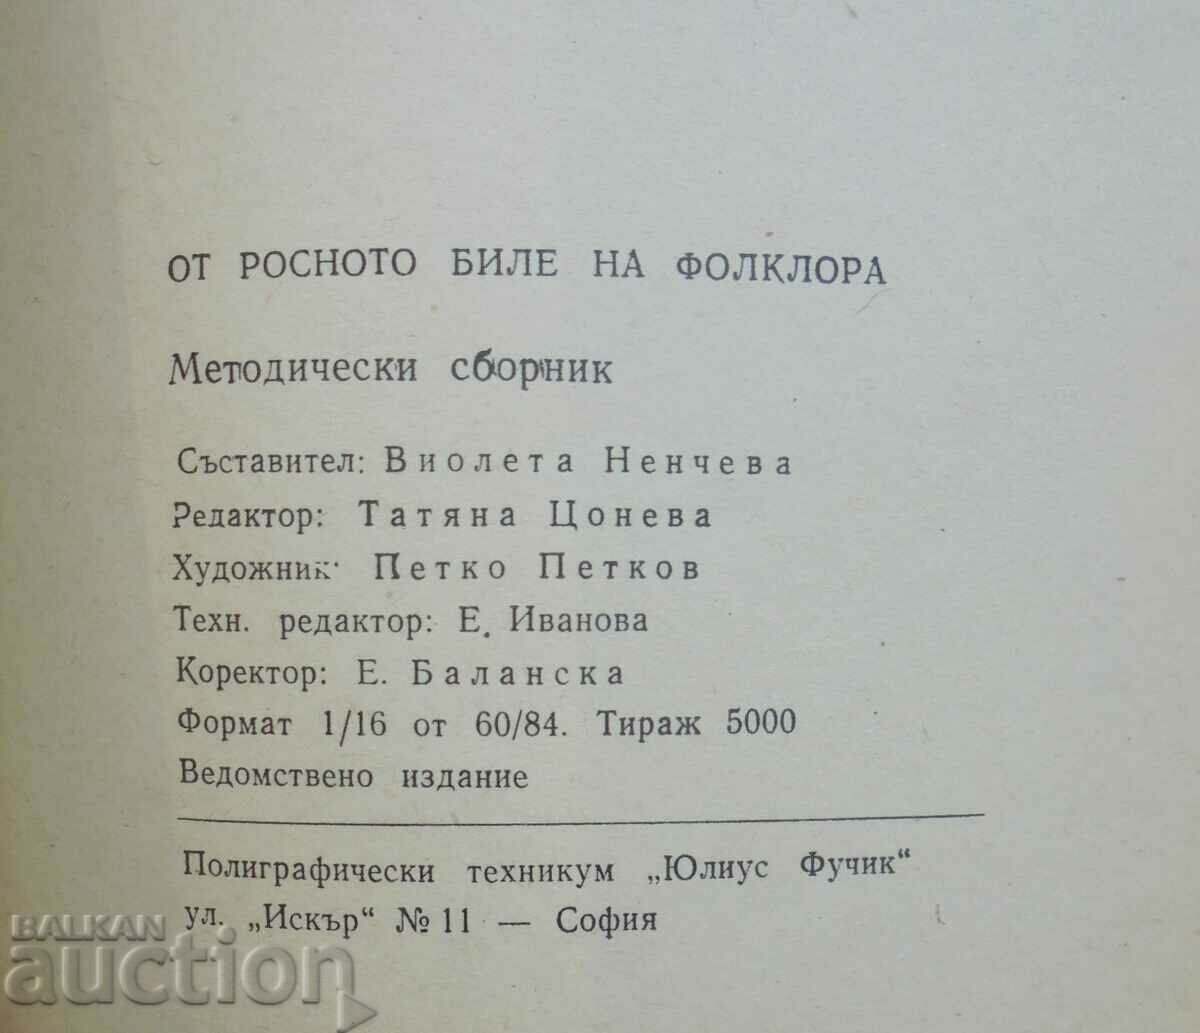 ОТ РОСНОТО БИЛЕ НА ФОЛКЛОРА
Методически сборник
Съставител: Виолета Ненчева
Редактор: Татяна Цонева
Художник: Петко Петков
Техн. редактор: Е. Иванова
Коректор: Е. Баланска
Формат 1/16 от 60/84. Тираж 5000
Ведомствено издание
Полиграфически техникум „Юлиус Фучик“
ул. „Искър“ № 11 — София
BALKAN
auction